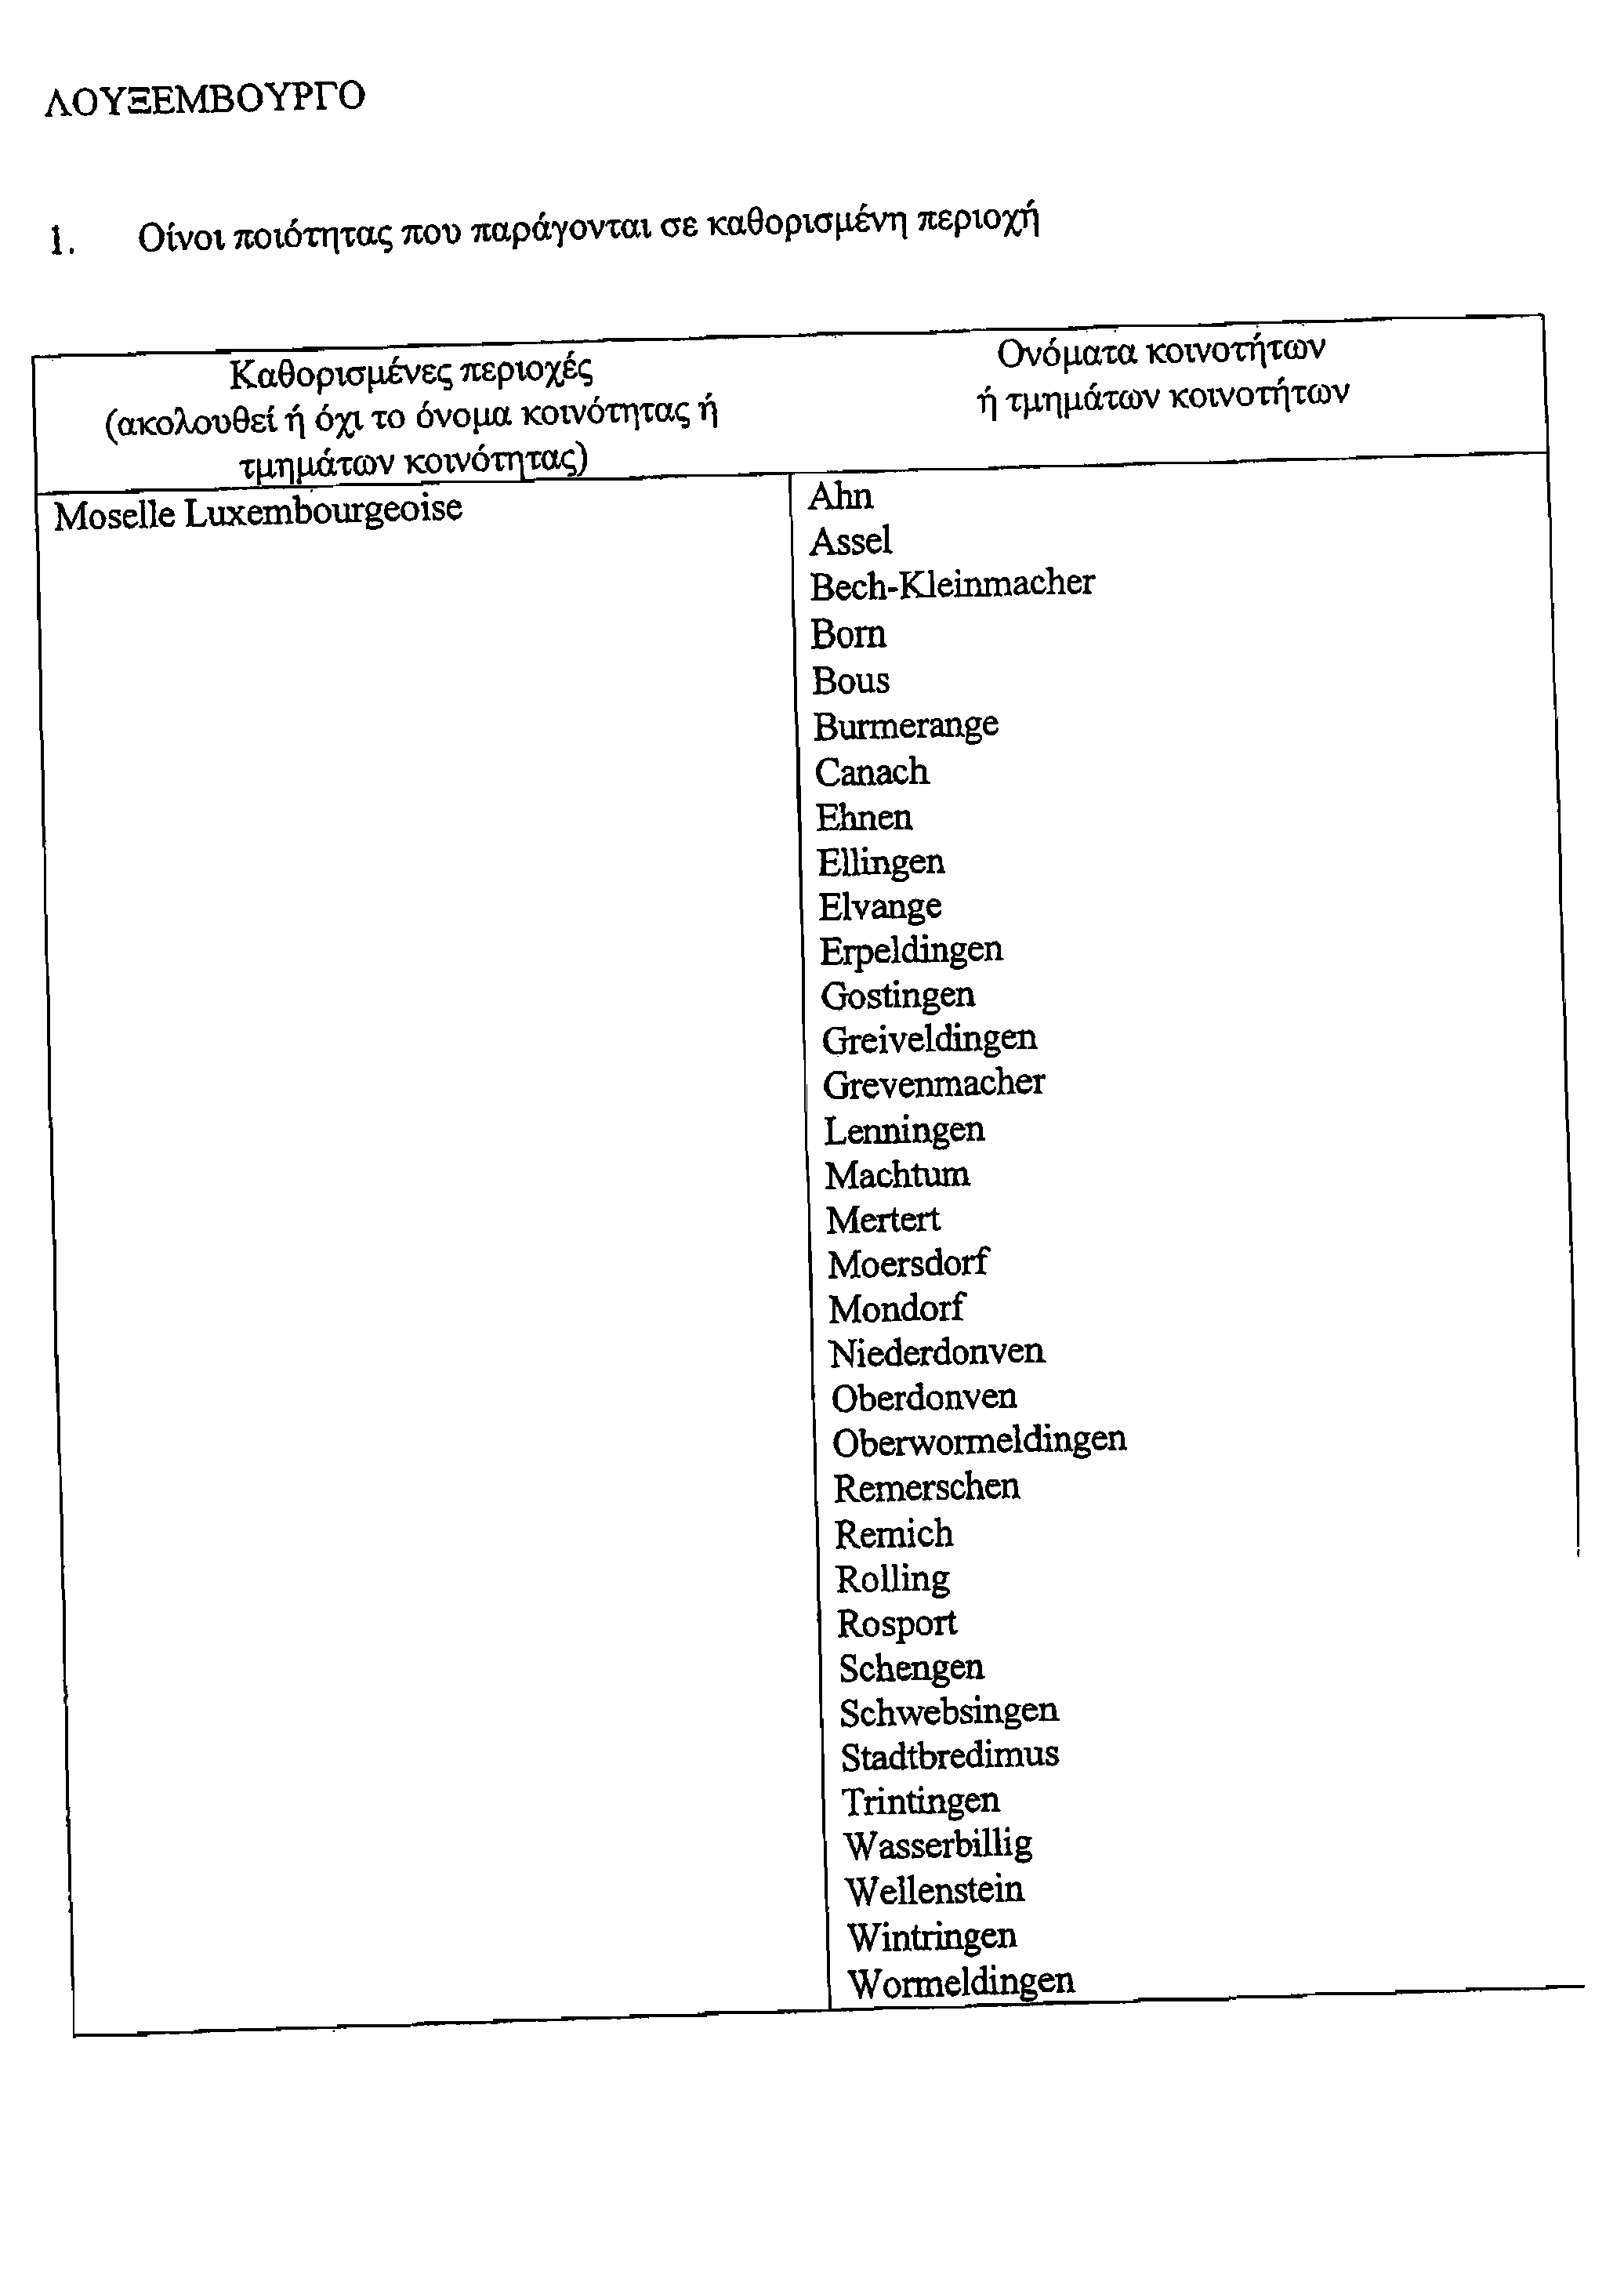 ΛΟΥΞΕΜΒΟΥΡΓΟ
1. Οίνοι ποιότητας που παράγονται σε καθορισμένη περιοχή
Καθορισμένες περιοχές
(ακολουθεί ή όχι το όνομα κοινότητας ή
τμημάτων κοινότητας)
Ονόματα κοινοτήτων
ή τμημάτων κοινοτήτων
Moselle Luxembourgeoise
Ahn
Assel
Bech-Kleinmacher
Born
Bous
Burmerange
Canach
Ehnen
Ellingen
Elvange
Erpeldingen
Gostingen
Greiveldingen
Grevenmacher
Lenningen
Machtum
Mertert
Moersdorf
Mondorf
Niederdonven
Oberdonven
Oberwormeldingen
Remerschen
Remich
Rolling
Rosport
Schengen
Schwebsingen
Stadtbredimus
Trintingen
Wasserbillig
Wellenstein
Wintringen
Wormeldingen